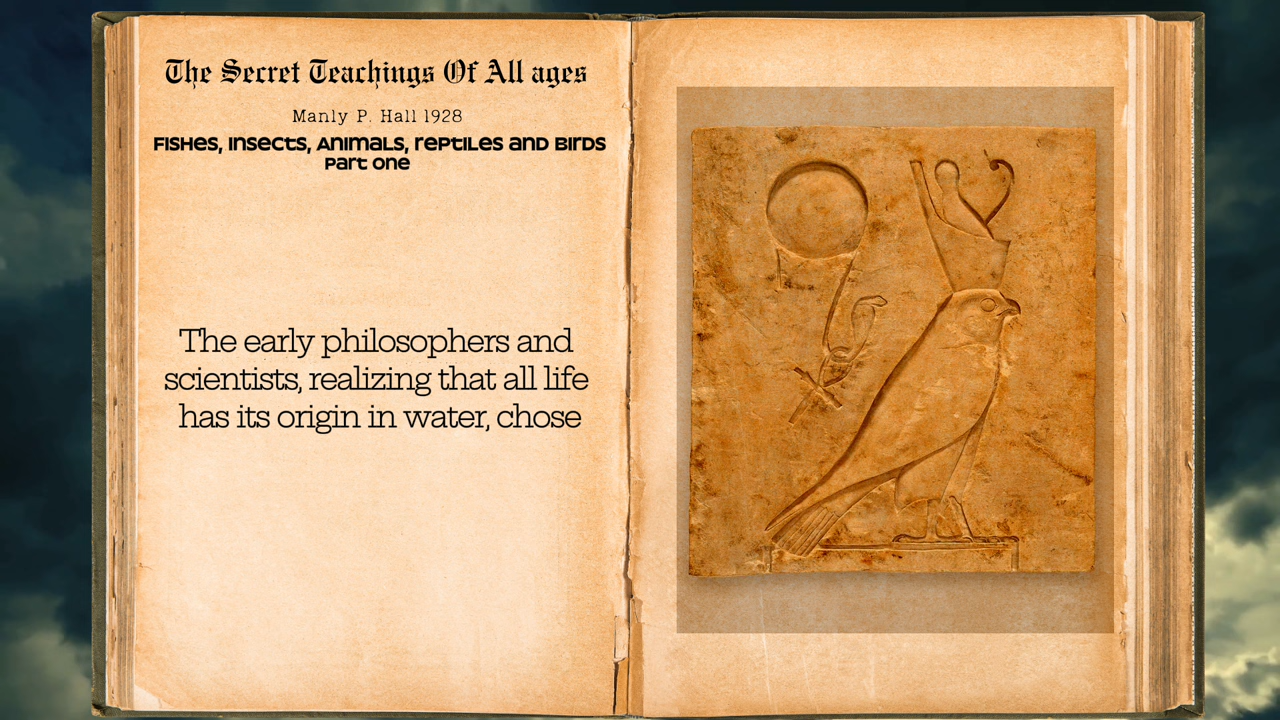 The Secret Teachings Of All ages
Manly P. Hall 1928
Fishes, Insects, Animals, reptiles and Birds
Part one
The early philosophers and
scientists, realizing that all life
has its origin in water, chose